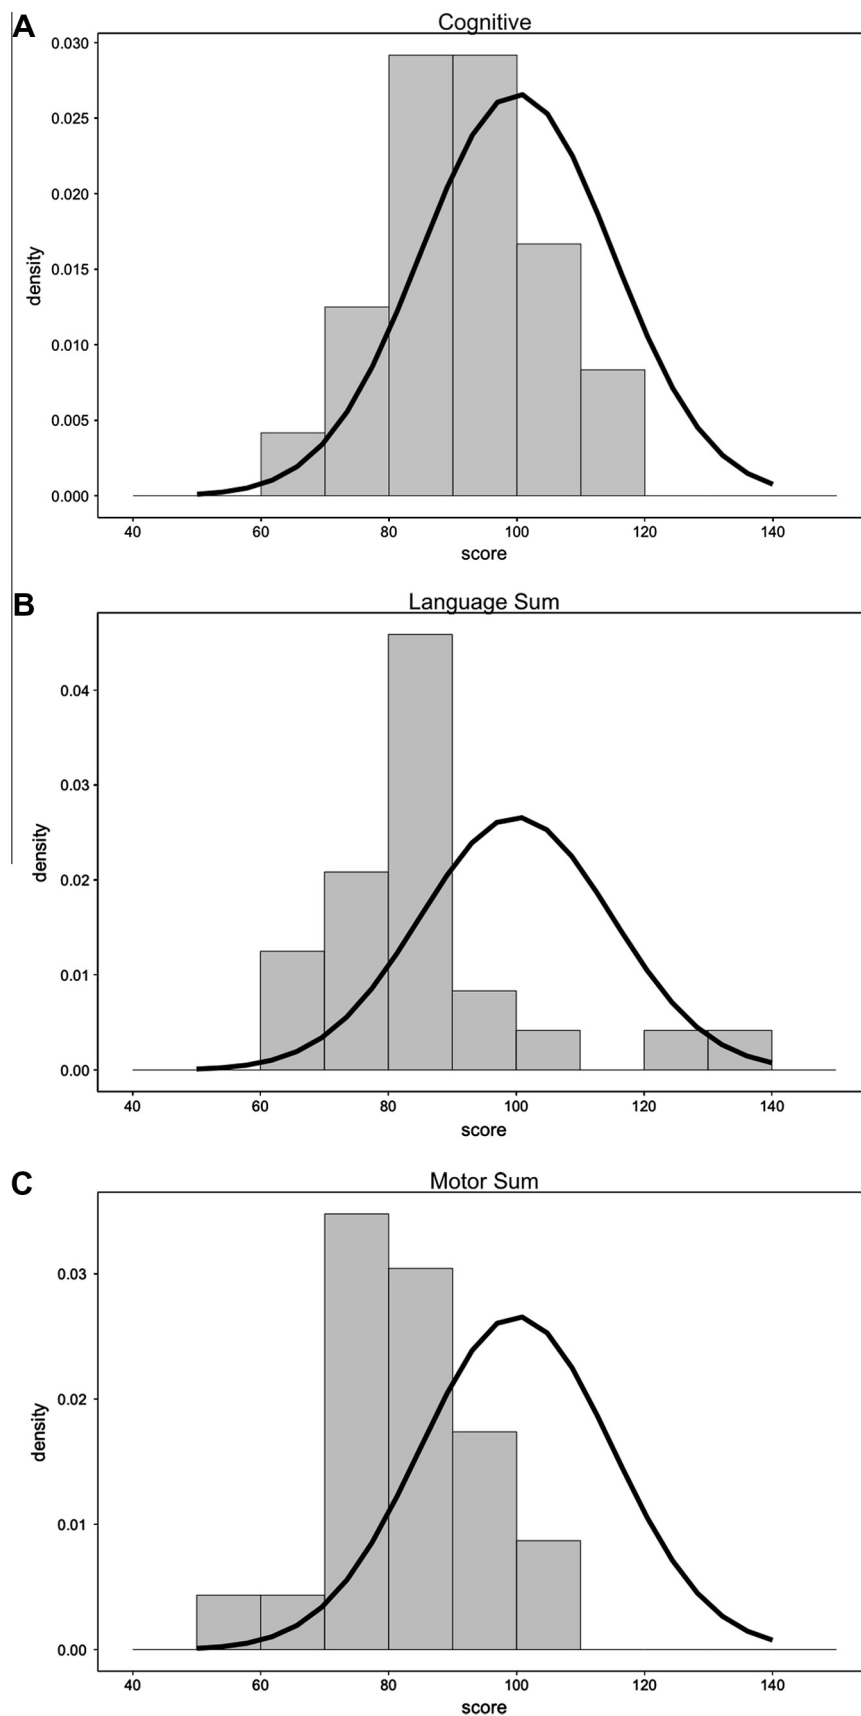 A
Cognitive
0.030
0.025
0.020
0.015
0.010
0.005
0.000
density
40 60 80 100 120 140
score
B
Language Sum
0.04
0.03
0.02
0.01
0.00
density
40 60 80 100 120 140
score
C
Motor Sum
0.03
0.02
0.01
0.00
density
40 60 80 100 120 140
score